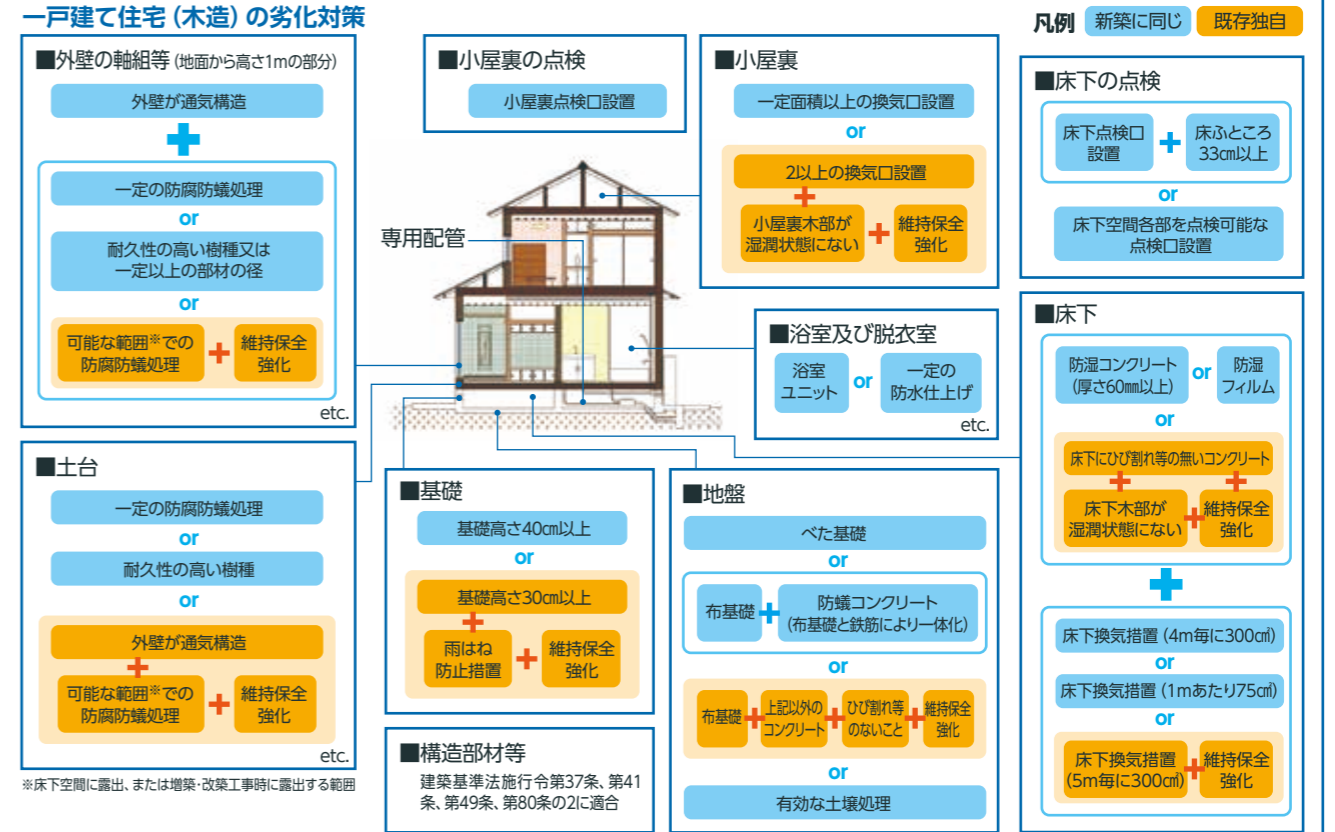 一戸建て住宅（木造）の劣化対策
凡例
新築に同じ
既存独自
■外壁の軸組等（地面から高さ1mの部分）
外壁が通気構造
+
一定の防腐防蟻処理
or
耐久性の高い樹種又は
一定以上の部材の径
or
可能な範囲※での
防腐防蟻処理
+
維持保全
強化
etc.
■土台
一定の防腐防蟻処理
or
耐久性の高い樹種
or
外壁が通気構造
+
可能な範囲※での
防腐防蟻処理
+
維持保全
強化
etc.
※床下空間に露出、または増築・改築工事時に露出する範囲
■小屋裏の点検
小屋裏点検口設置
専用配管
■小屋裏
一定面積以上の換気口設置
or
2以上の換気口設置
+
小屋裏木部が
湿潤状態にない
+
維持保全
強化
■浴室及び脱衣室
浴室
ユニット
or
一定の
防水仕上げ
etc.
■基礎
基礎高さ40㎝以上
or
基礎高さ30㎝以上
+
雨はね
防止措置
+
維持保全
強化
■構造部材等
建築基準法施行令第37条、第41
条、第49条、第80条の2に適合
■地盤
べた基礎
or
布基礎
+
防蟻コンクリート
（布基礎と鉄筋により一体化）
or
布基礎
+
上記以外の
コンクリート
+
ひび割れ等
のないこと
+
維持保全
強化
or
有効な土壌処理
■床下の点検
床下点検口
設置
+
床ふところ
33㎝以上
or
床下空間各部を点検可能な
点検口設置
■床下
防湿コンクリート
（厚さ60㎜以上）
or
防湿
フィルム
or
床下にひび割れ等の無いコンクリート
+
+
床下木部が
湿潤状態にない
+
維持保全
強化
+
床下換気措置（4m毎に300㎠）
or
床下換気措置（1mあたり75㎠）
or
床下換気措置
（5m毎に300㎠）
+
維持保全
強化